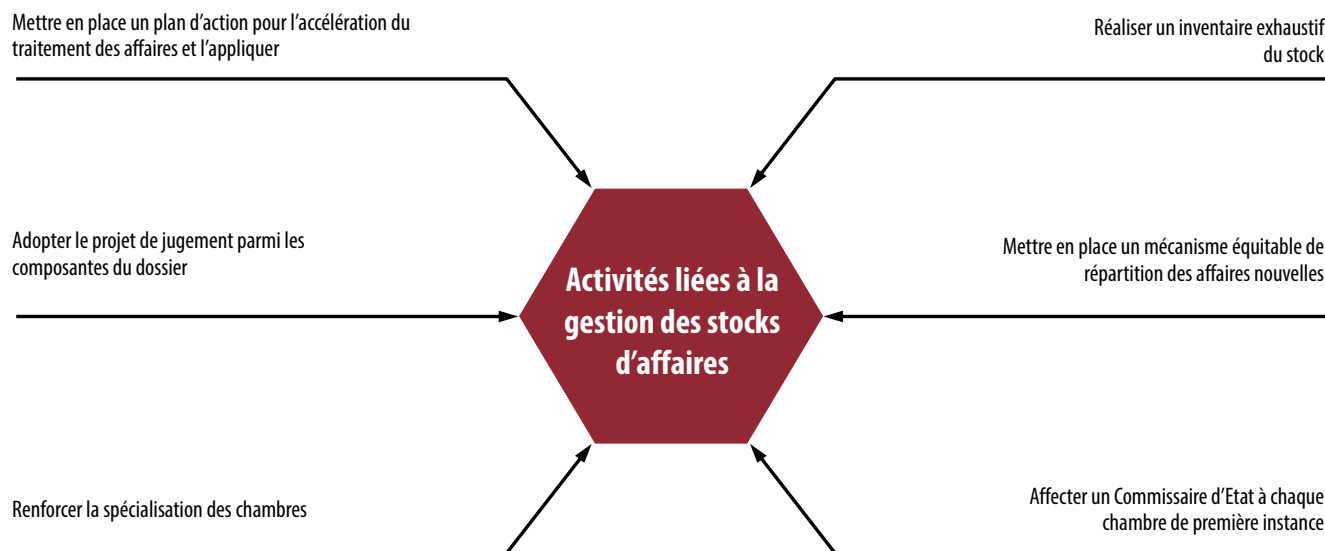 Mettre en place un plan d’action pour l’accélération du
traitement des affaires et l’appliquer
Réaliser un inventaire exhaustif
du stock
Adopter le projet de jugement parmi les
composantes du dossier
Activités liées à la
gestion des stocks
d’affaires
Mettre en place un mécanisme équitable de
répartition des affaires nouvelles
Renforcer la spécialisation des chambres
Affecter un Commissaire d’Etat à chaque
chambre de première instance